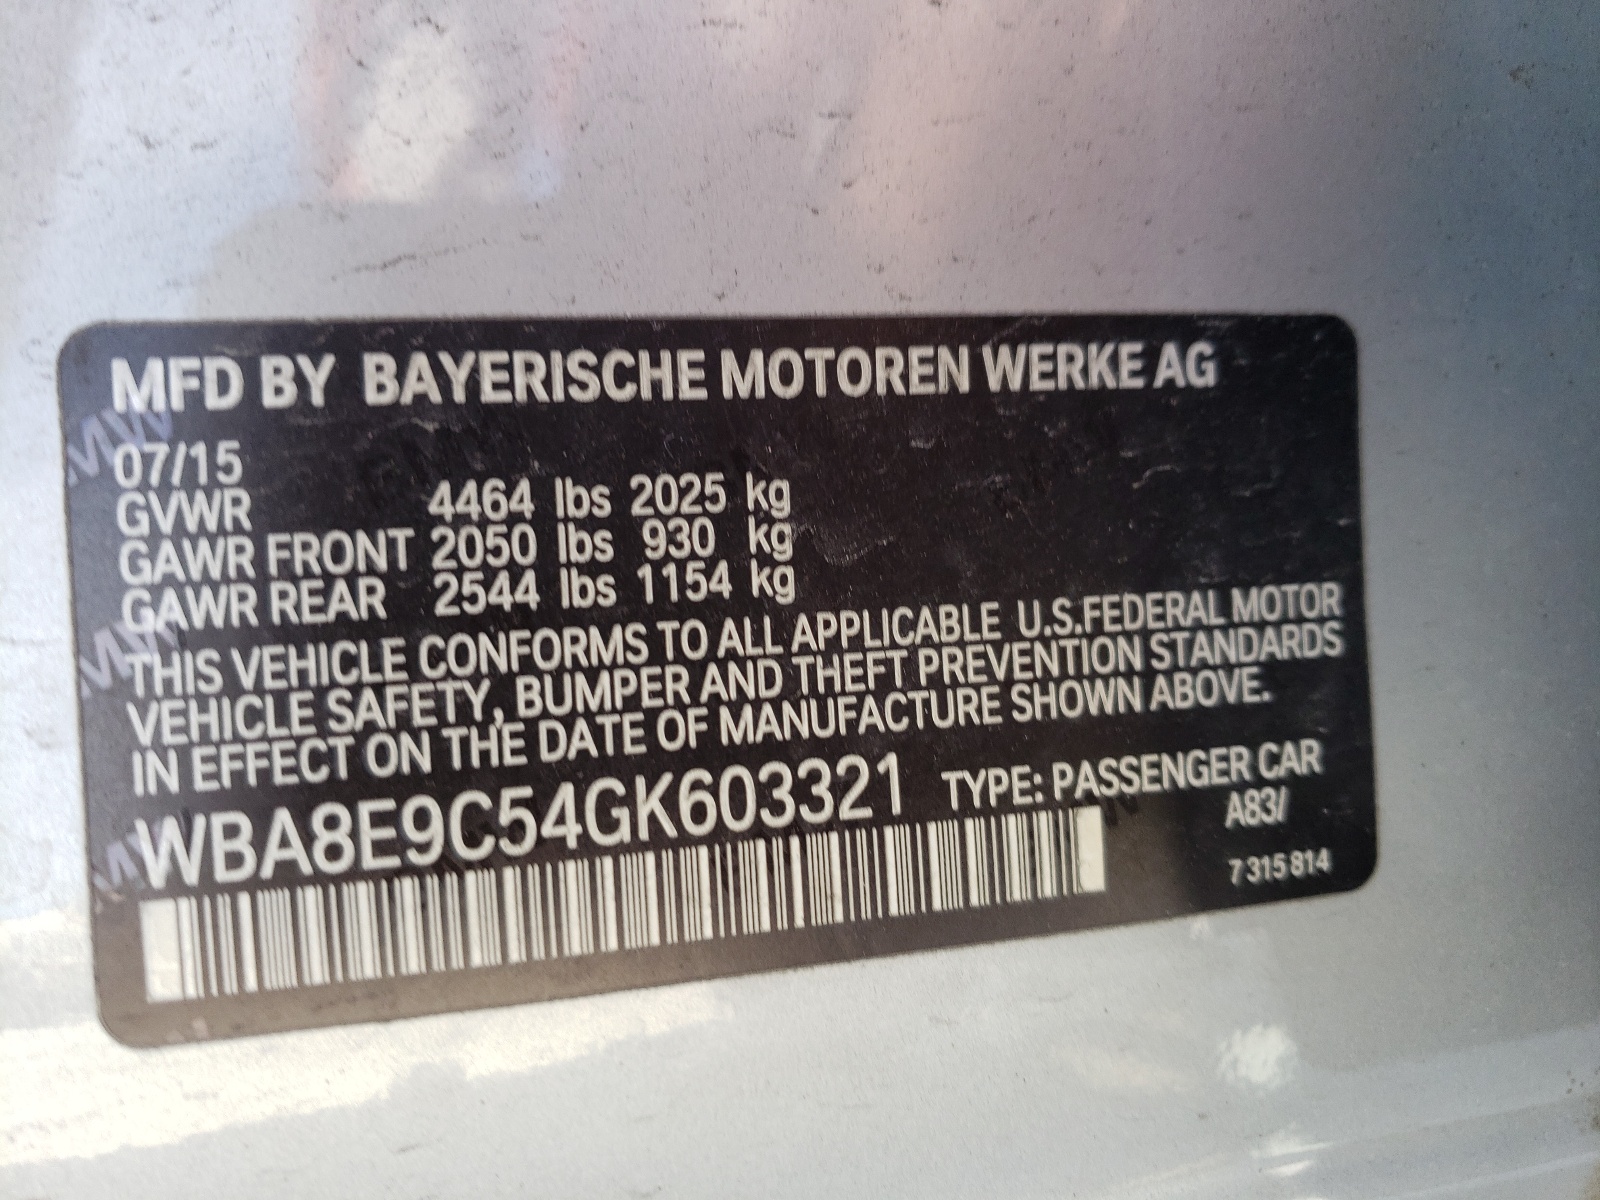 MFD BY BAYERISCHE MOTOREN WERKE AG
07/15
GVWR 4464 lbs 2025 kg
GAWR FRONT 2050 lbs 930 kg
GAWR REAR 2544 lbs 1154 kg
THIS VEHICLE CONFORMS TO ALL APPLICABLE U.S.FEDERAL MOTOR
VEHICLE SAFETY, BUMPER AND THEFT PREVENTION STANDARDS
IN EFFECT ON THE DATE OF MANUFACTURE SHOWN ABOVE.
WBA8E9C54GK603321 TYPE: PASSENGER CAR
A83/
7 315 814